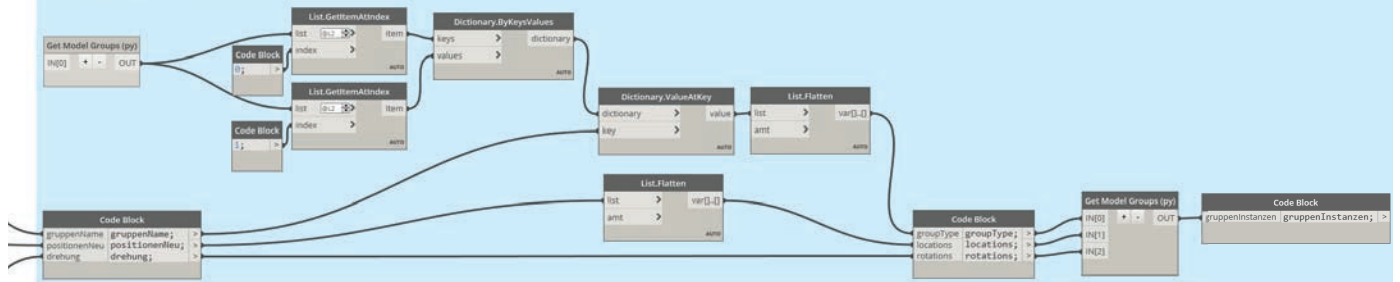 Get Model Groups (py)
IN[0] + - OUT
Code Block
0; >
List.GetItemAtIndex
list @L2 > item
index >
AUTO
Code Block
1; >
List.GetItemAtIndex
list @L2 > item
index >
AUTO
Dictionary.ByKeysValues
keys > dictionary
values >
AUTO
Dictionary.ValueAtKey
dictionary > value
key >
AUTO
List.Flatten
list > var[]..[]
amt >
AUTO
List.Flatten
list > var[]..[]
amt >
AUTO
Code Block
gruppenName gruppenName; >
positionenNeu positionenNeu; >
drehung drehung; >
Code Block
groupType groupType; >
locations locations; >
rotations rotations; >
Get Model Groups (py)
IN[0] + - OUT
IN[1]
IN[2]
Code Block
gruppenInstanzen gruppenInstanzen; >